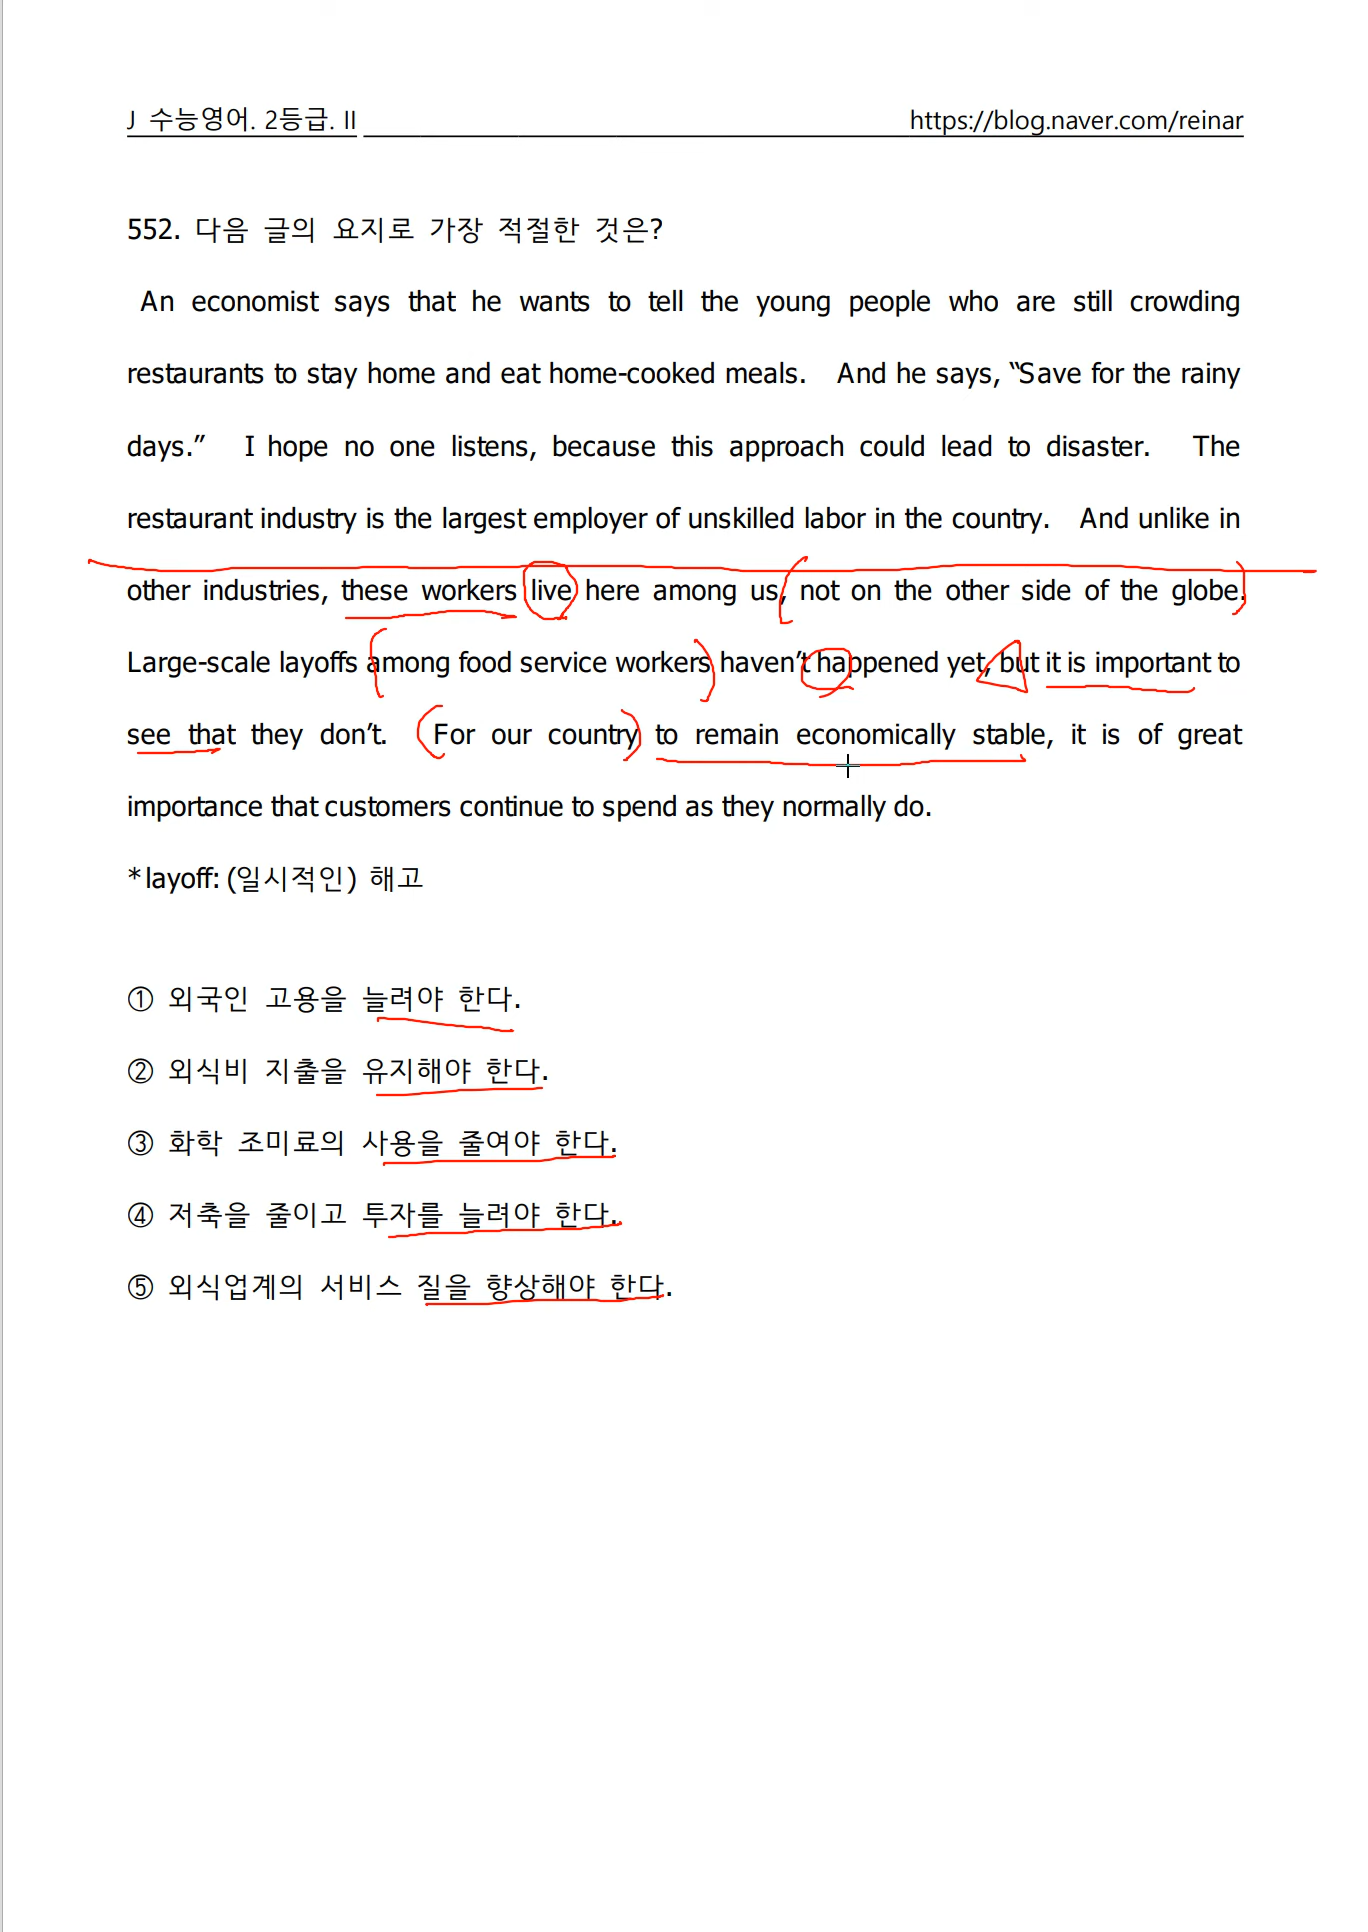 J 수능영어. 2등급. II https://blog.naver.com/reinar
552. 다음 글의 요지로 가장 적절한 것은?
An economist says that he wants to tell the young people who are still crowding
restaurants to stay home and eat home-cooked meals. And he says, “Save for the rainy
days.” I hope no one listens, because this approach could lead to disaster. The
restaurant industry is the largest employer of unskilled labor in the country. And unlike in
other industries, these workers live here among us, not on the other side of the globe.
Large-scale layoffs among food service workers haven’t happened yet, but it is important to
see that they don’t. For our country to remain economically stable, it is of great
importance that customers continue to spend as they normally do.
*layoff: (일시적인) 해고
① 외국인 고용을 늘려야 한다.
② 외식비 지출을 유지해야 한다.
③ 화학 조미료의 사용을 줄여야 한다.
④ 저축을 줄이고 투자를 늘려야 한다.
⑤ 외식업계의 서비스 질을 향상해야 한다.